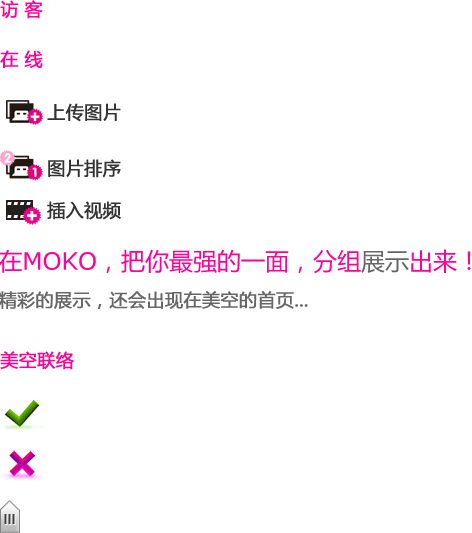 访 客
在 线
上传图片
2
1
图片排序
插入视频
在MOKO，把你最强的一面，分组展示出来！
精彩的展示，还会出现在美空的首页...
美空联络